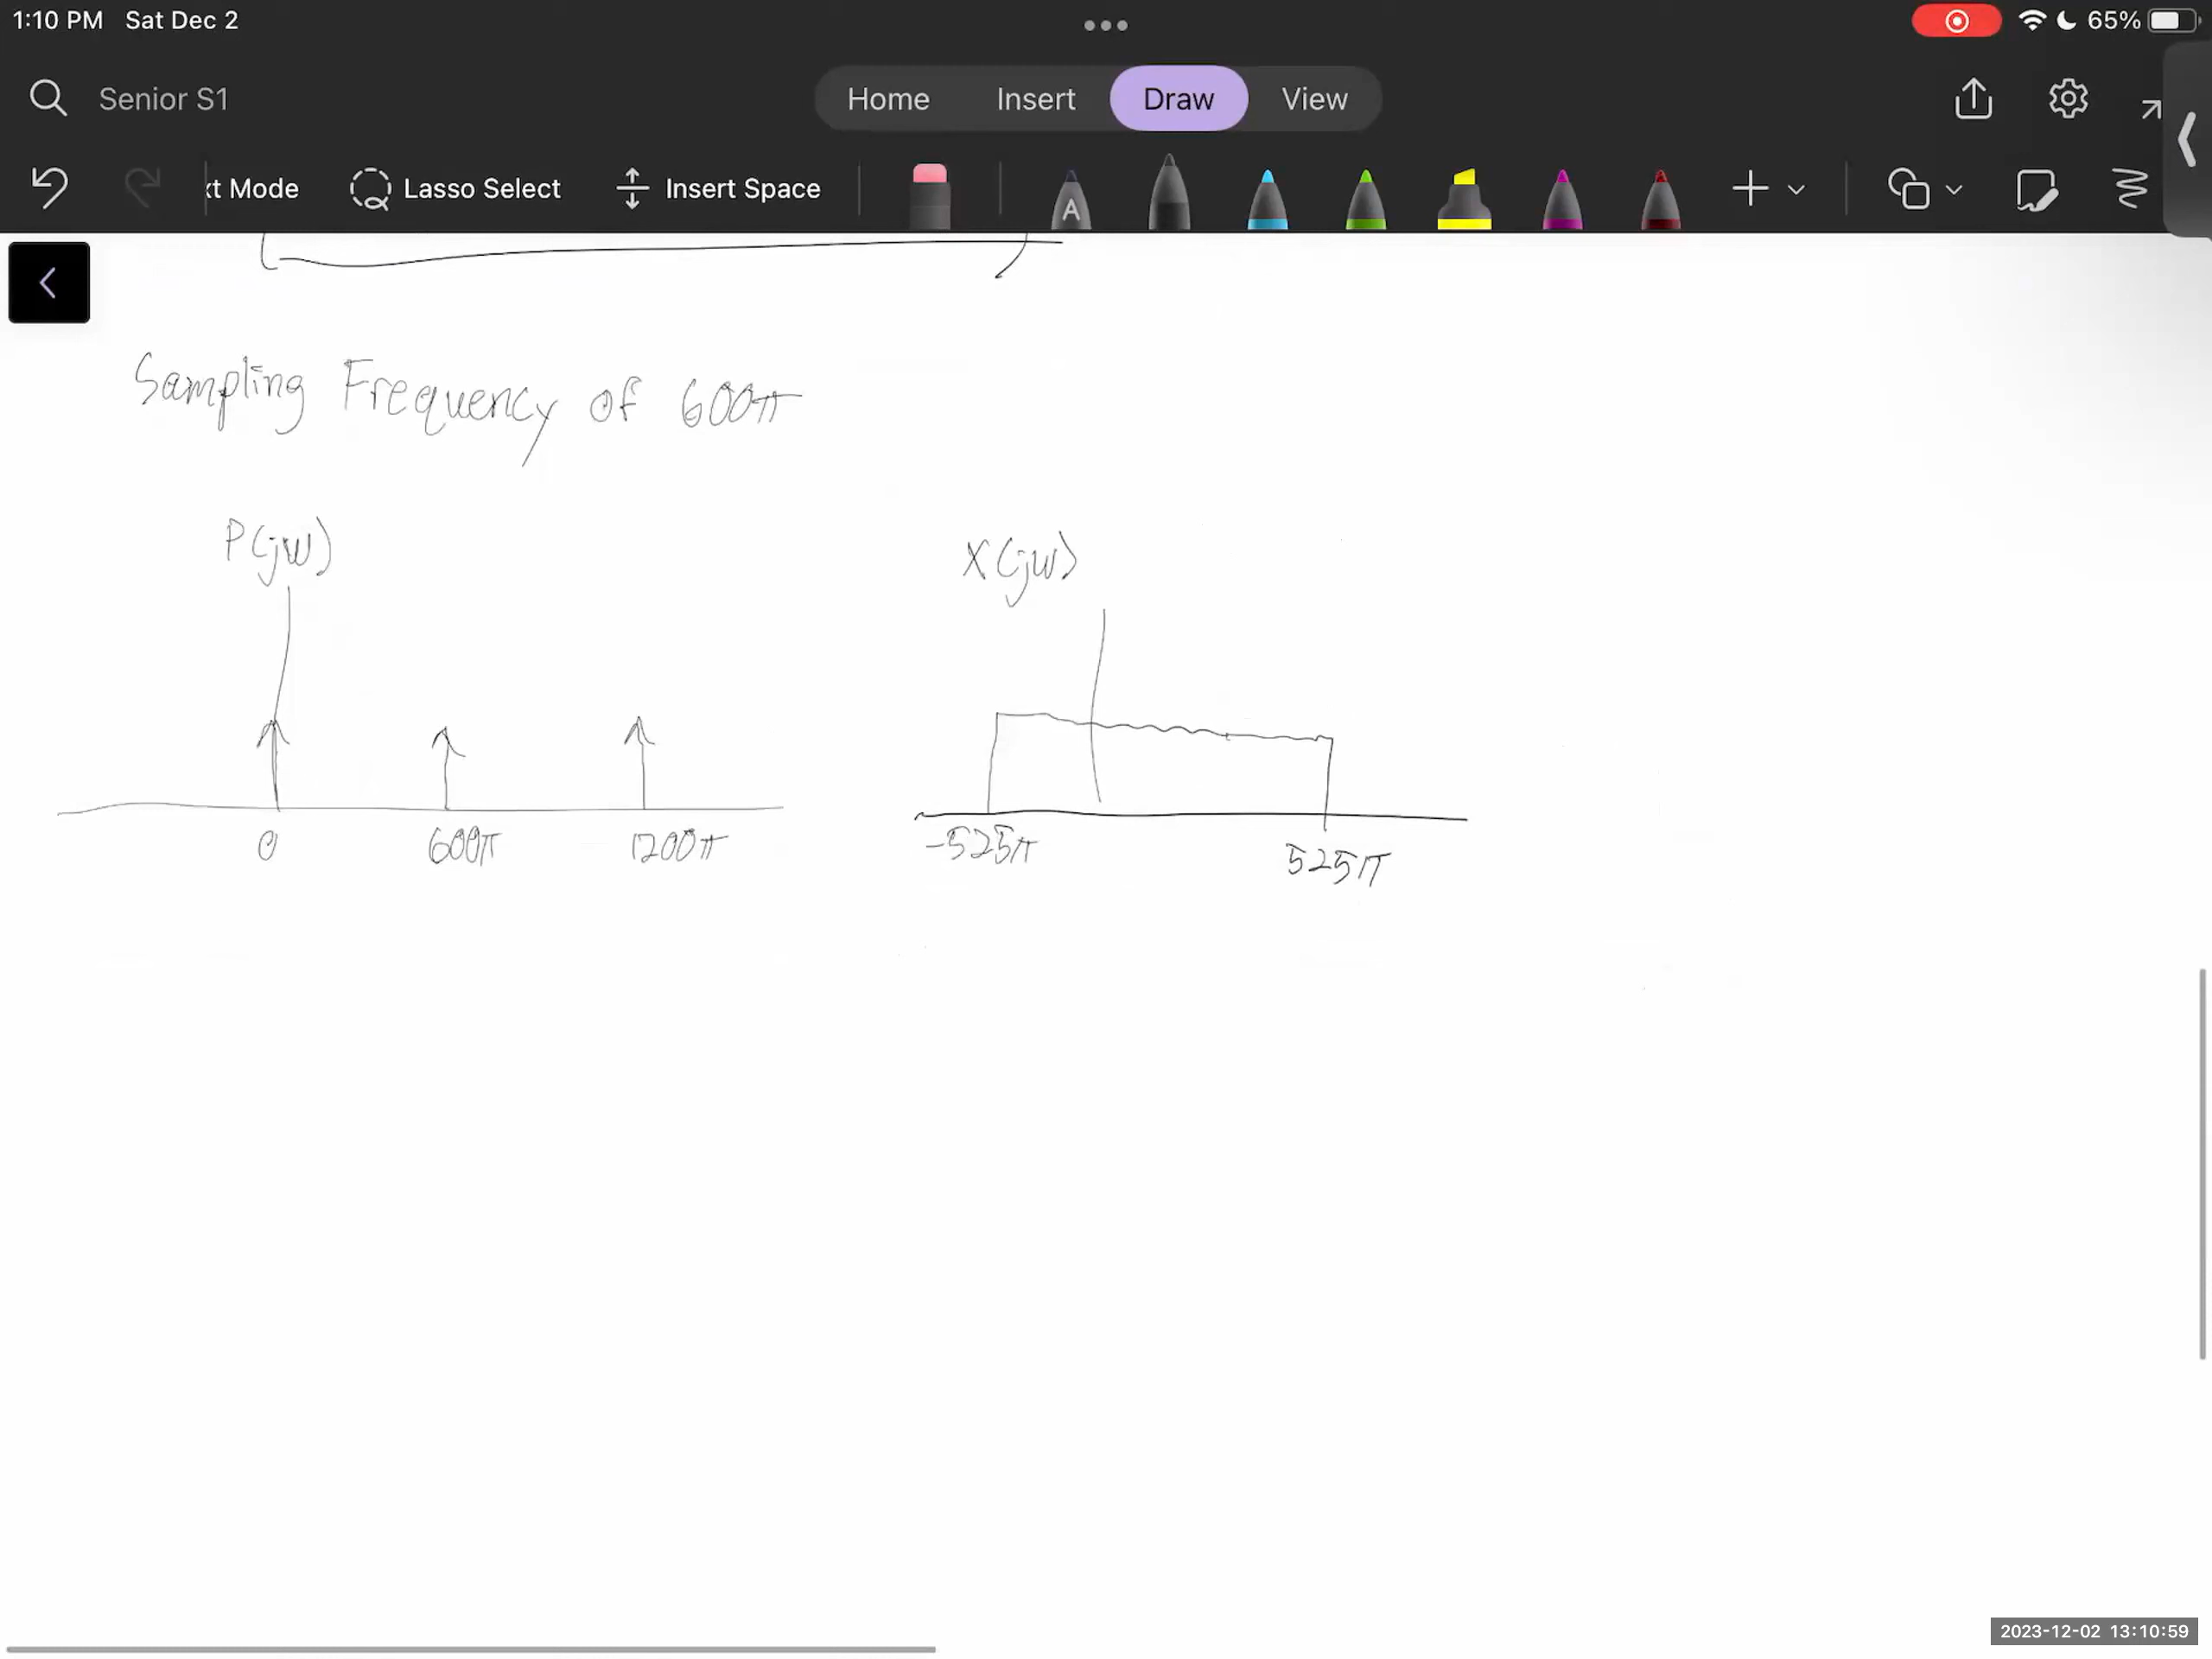 1:10 PM Sat Dec 2
65%
Senior S1
Home Insert Draw View
xt Mode Lasso Select Insert Space
A
Sampling Frequency of 600π
P(jw)
X(jw)
0 600π 1200π
-525π 525π
2023-12-02 13:10:59